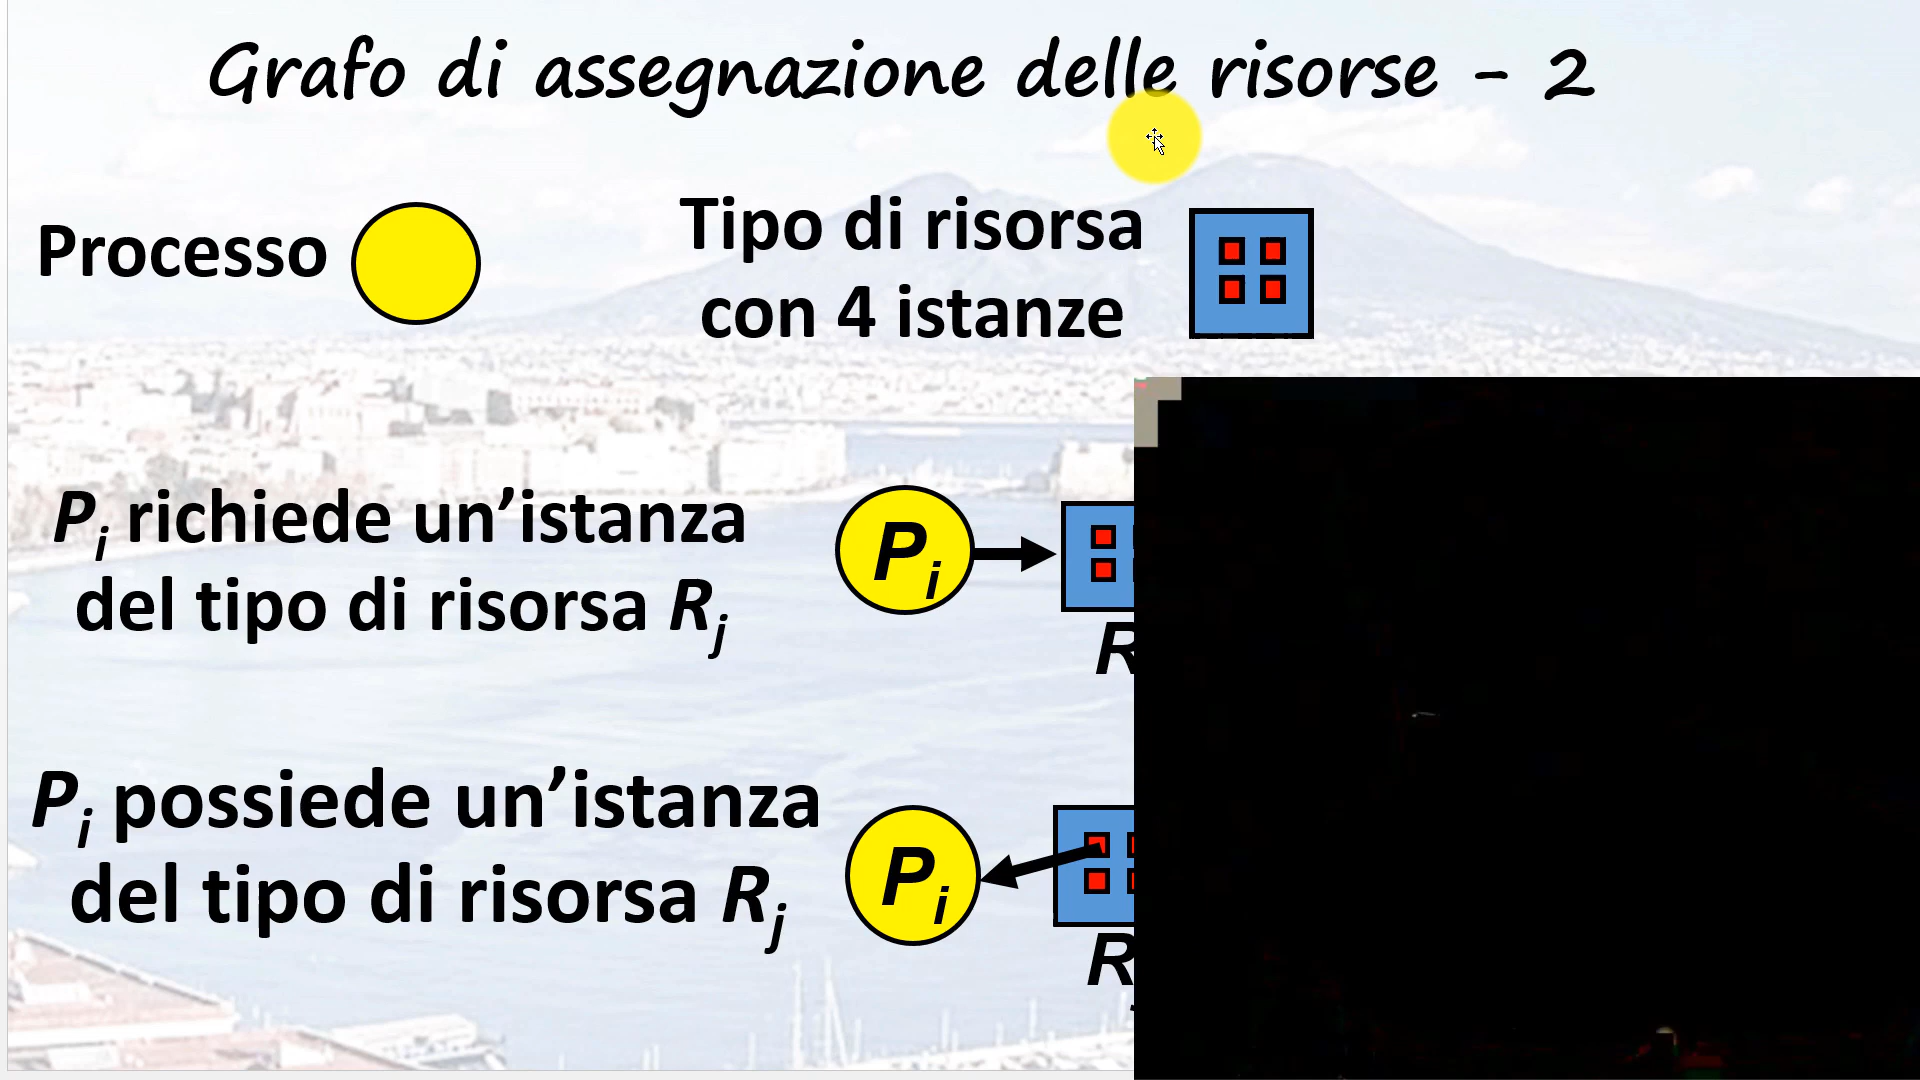 Grafo di assegnazione delle risorse - 2
Processo
Tipo di risorsa
con 4 istanze
Pi richiede un’istanza
del tipo di risorsa Rj
Pi
R
Pi possiede un’istanza
del tipo di risorsa Rj
Pi
R